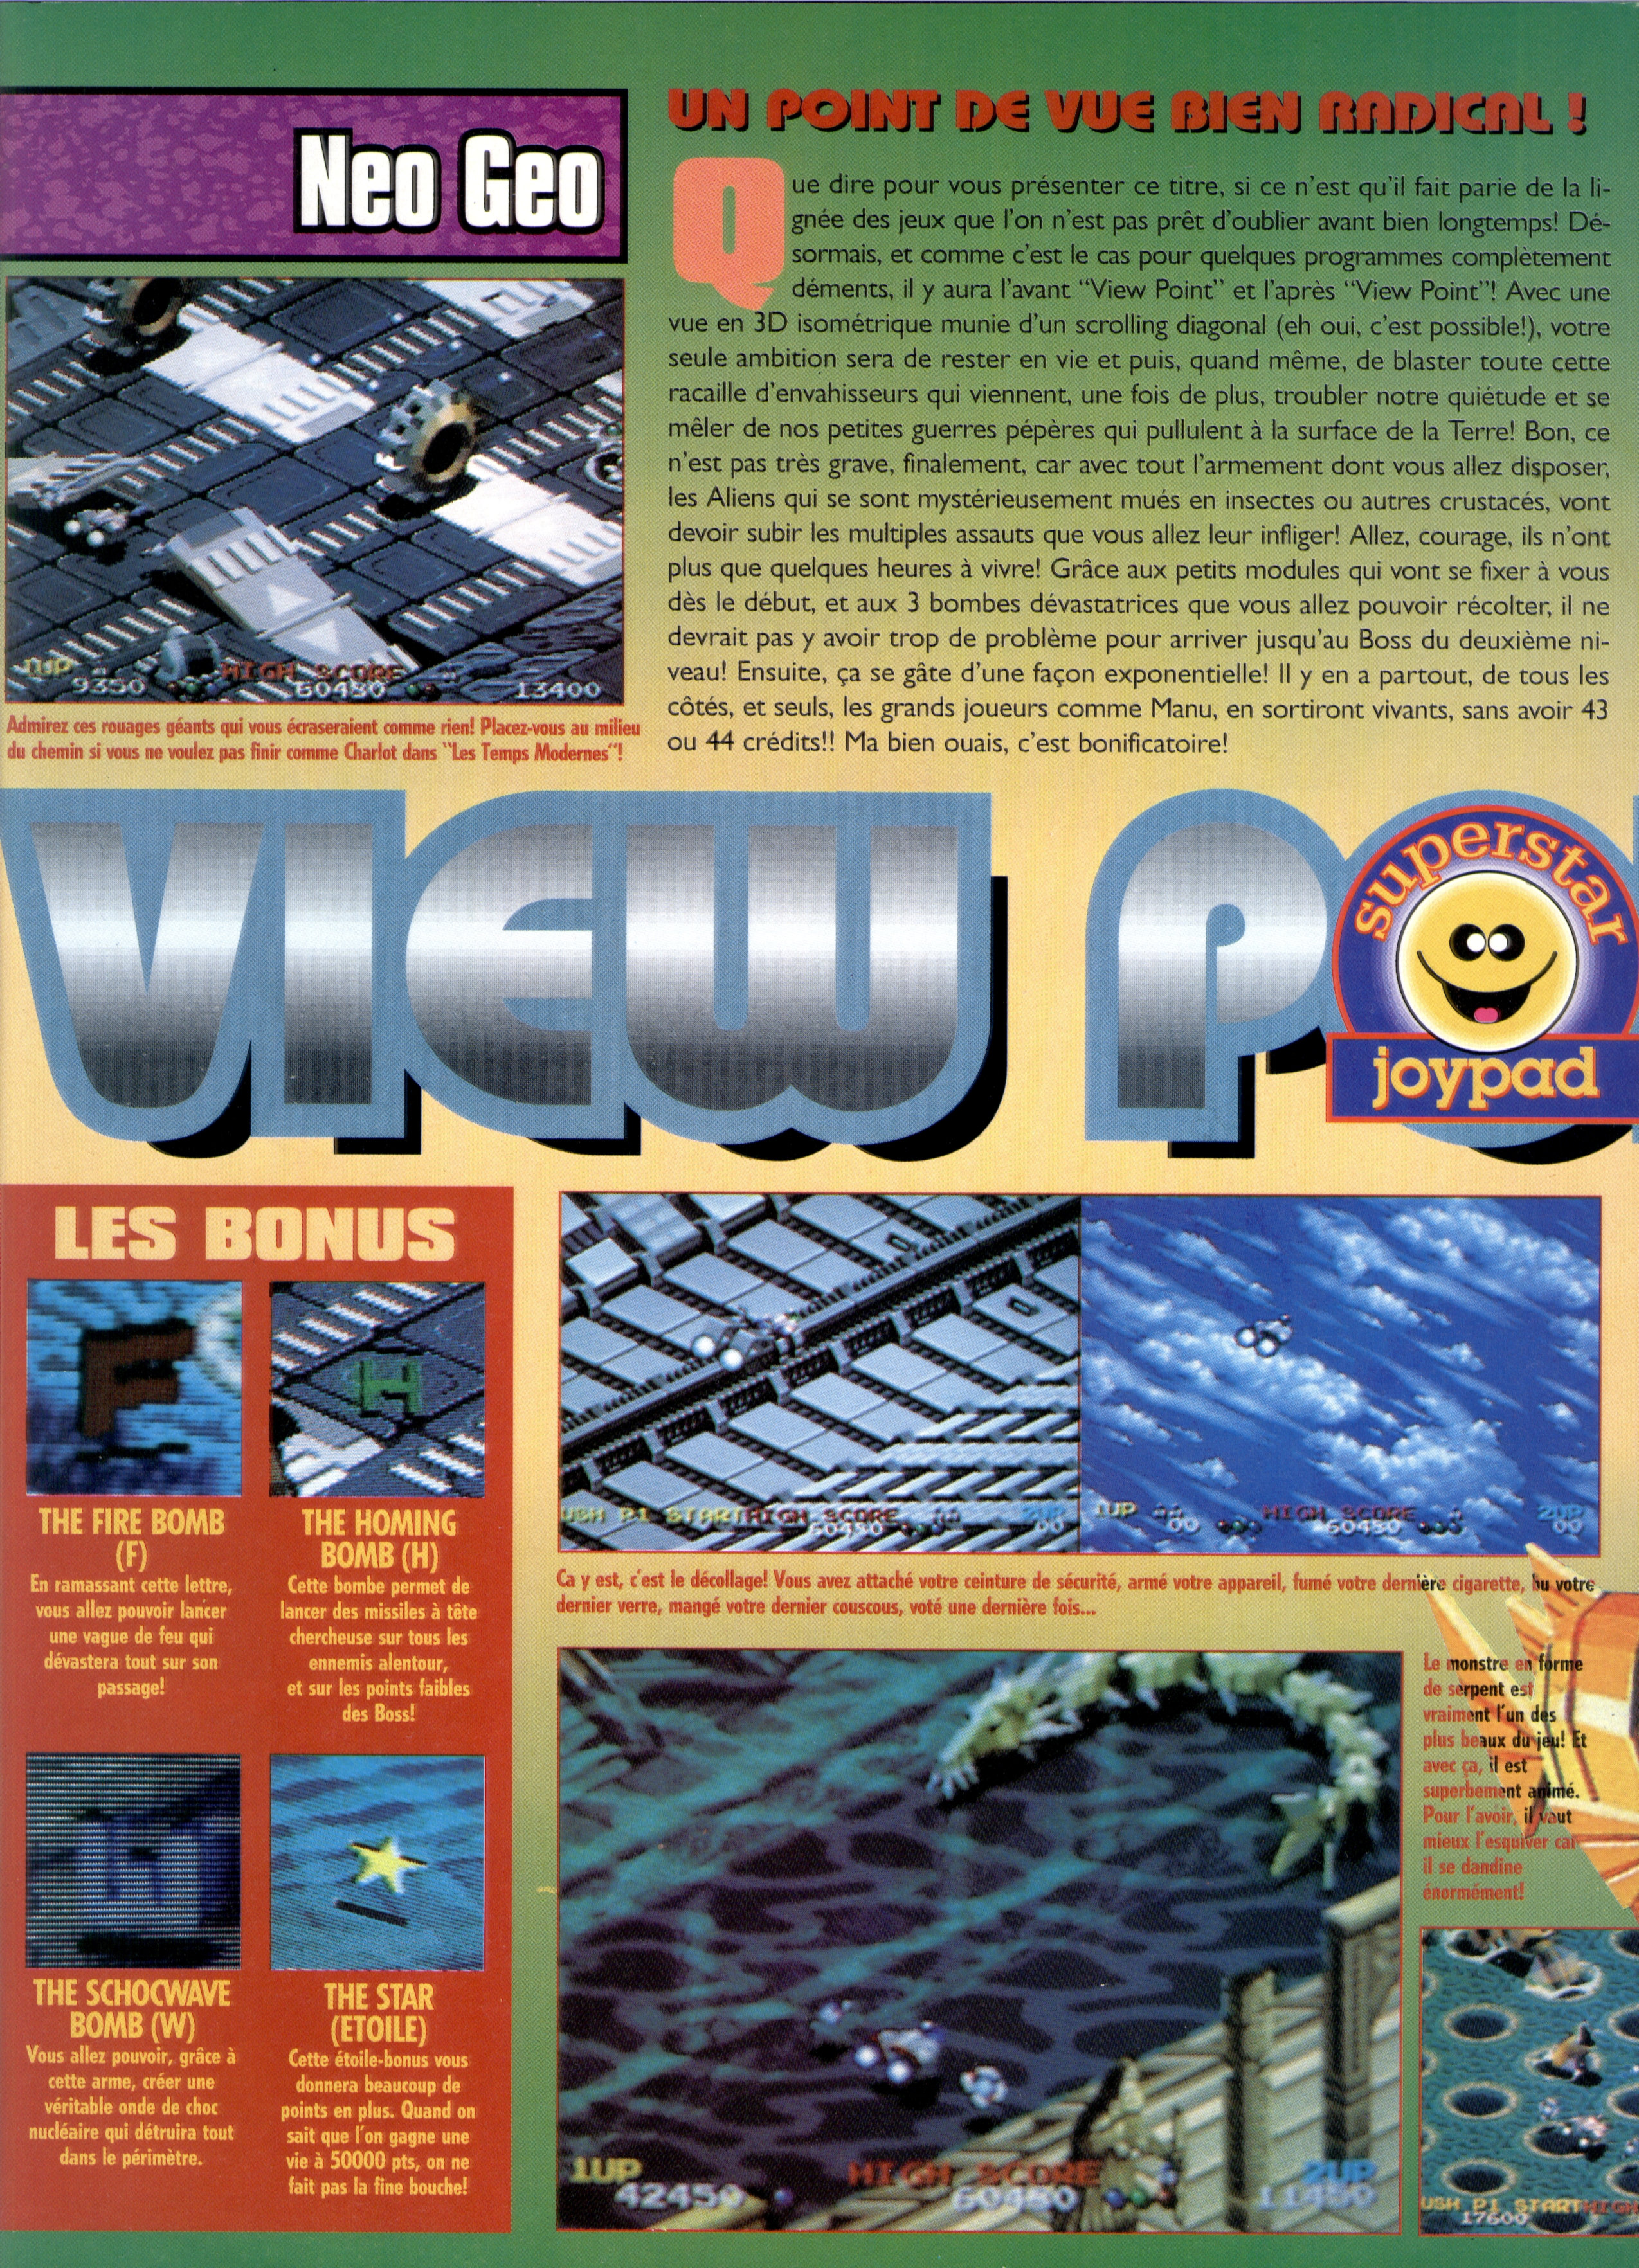 Neo Geo
UN POINT DE VUE BIEN RADICAL !
Que dire pour vous présenter ce titre, si ce n'est qu'il fait parie de la li-
gnée des jeux que l'on n'est pas prêt d'oublier avant bien longtemps! Dé-
sormais, et comme c'est le cas pour quelques programmes complètement
déments, il y aura l'avant “View Point” et l'après “View Point”! Avec une
vue en 3D isométrique munie d'un scrolling diagonal (eh oui, c'est possible!), votre
seule ambition sera de rester en vie et puis, quand même, de blaster toute cette
racaille d'envahisseurs qui viennent, une fois de plus, troubler notre quiétude et se
mêler de nos petites guerres pépères qui pullulent à la surface de la Terre! Bon, ce
n'est pas très grave, finalement, car avec tout l'armement dont vous allez disposer,
les Aliens qui se sont mystérieusement mués en insectes ou autres crustacés, vont
devoir subir les multiples assauts que vous allez leur infliger! Allez, courage, ils n'ont
plus que quelques heures à vivre! Grâce aux petits modules qui vont se fixer à vous
dès le début, et aux 3 bombes dévastatrices que vous allez pouvoir récolter, il ne
devrait pas y avoir trop de problème pour arriver jusqu'au Boss du deuxième ni-
veau! Ensuite, ça se gâte d'une façon exponentielle! Il y en a partout, de tous les
côtés, et seuls, les grands joueurs comme Manu, en sortiront vivants, sans avoir 43
ou 44 crédits!! Ma bien ouais, c'est bonificatoire!
1UP HIGH SCORE
9350 60480 13400
Admirez ces rouages géants qui vous écraseraient comme rien! Placez-vous au milieu
du chemin si vous ne voulez pas finir comme Charlot dans "Les Temps Modernes"!
VIEW PO
superstar
joypad
LES BONUS
F
H
THE FIRE BOMB
(F)
En ramassant cette lettre,
vous allez pouvoir lancer
une vague de feu qui
dévastera tout sur son
passage!
THE HOMING
BOMB (H)
Cette bombe permet de
lancer des missiles à tête
chercheuse sur tous les
ennemis alentour,
et sur les points faibles
des Boss!
THE SCHOCWAVE
BOMB (W)
Vous allez pouvoir, grâce à
cette arme, créer une
véritable onde de choc
nucléaire qui détruira tout
dans le périmètre.
THE STAR
(ETOILE)
Cette étoile-bonus vous
donnera beaucoup de
points en plus. Quand on
sait que l'on gagne une
vie à 50000 pts, on ne
fait pas la fine bouche!
USH P1 START HIGH SCORE 2UP
60480 00
1UP HIGH SCORE 2UP
00 60480 00
Ca y est, c'est le décollage! Vous avez attaché votre ceinture de sécurité, armé votre appareil, fumé votre dernière cigarette, bu votre
dernier verre, mangé votre dernier couscous, voté une dernière fois...
1UP HIGH SCORE 2UP
42450 60480 11450
Le monstre en forme
de serpent est
vraiment l'un des
plus beaux du jeu! Et
avec ça, il est
superbement animé.
Pour l'avoir, il vaut
mieux l'esquiver car
il se dandine
énormément!
USH P1 START HIGH
17600